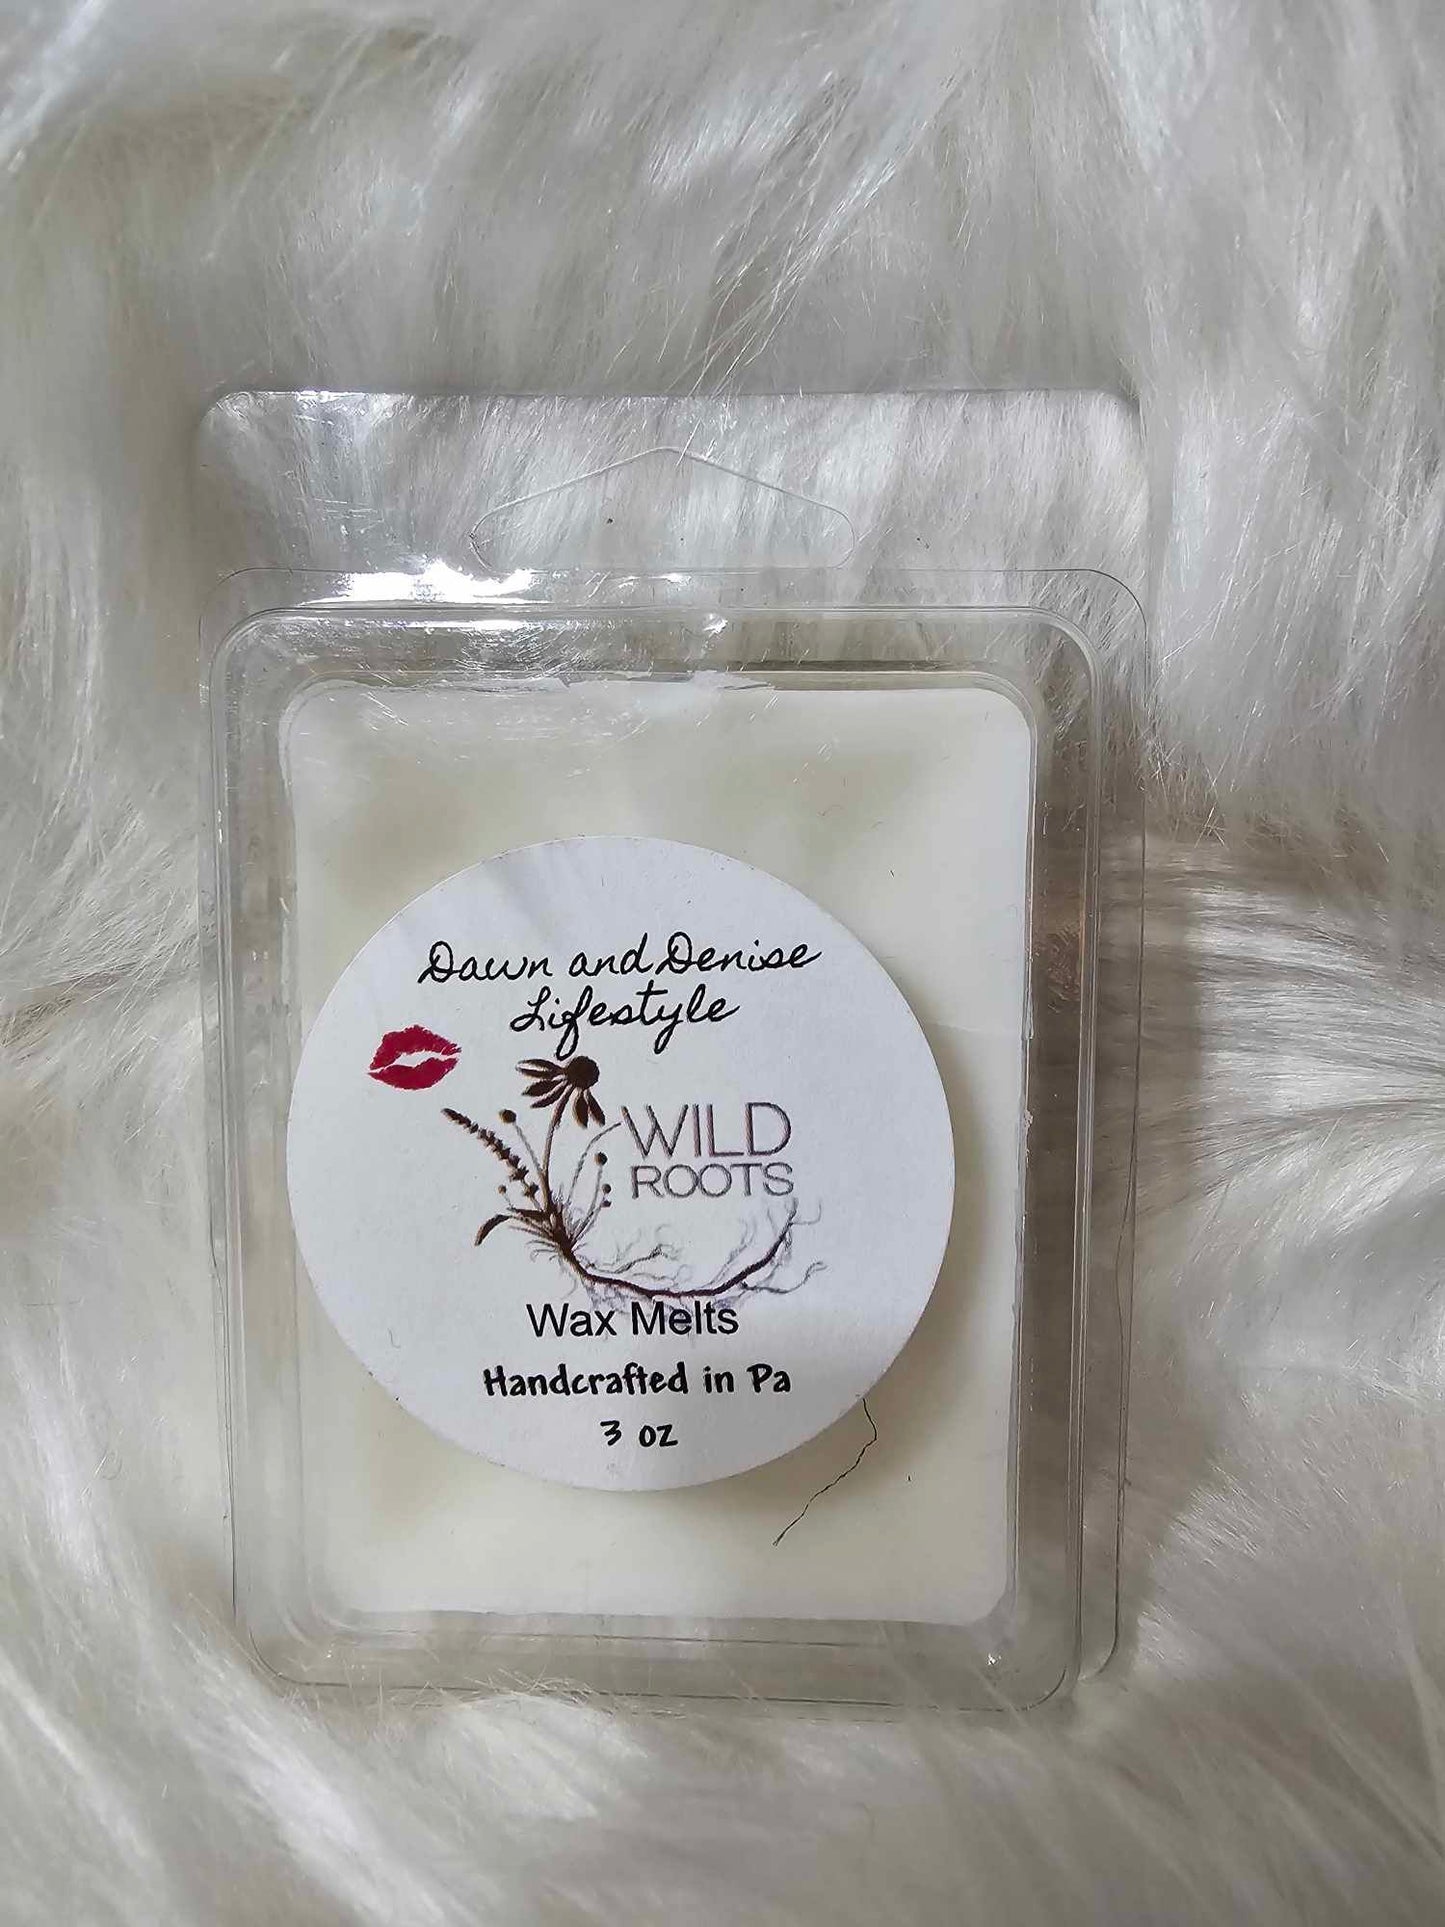 Dawn and Denise
Lifestyle
WILD
ROOTS
Wax Melts
Handcrafted in Pa
3 oz